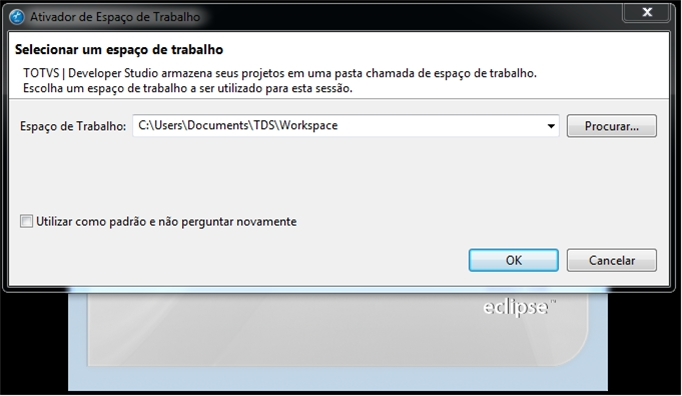 Ativador de Espaço de Trabalho
Selecionar um espaço de trabalho
TOTVS | Developer Studio armazena seus projetos em uma pasta chamada de espaço de trabalho.
Escolha um espaço de trabalho a ser utilizado para esta sessão.
Espaço de Trabalho: C:\Users\Documents\TDS\Workspace Procurar...
Utilizar como padrão e não perguntar novamente
OK Cancelar
eclipse™